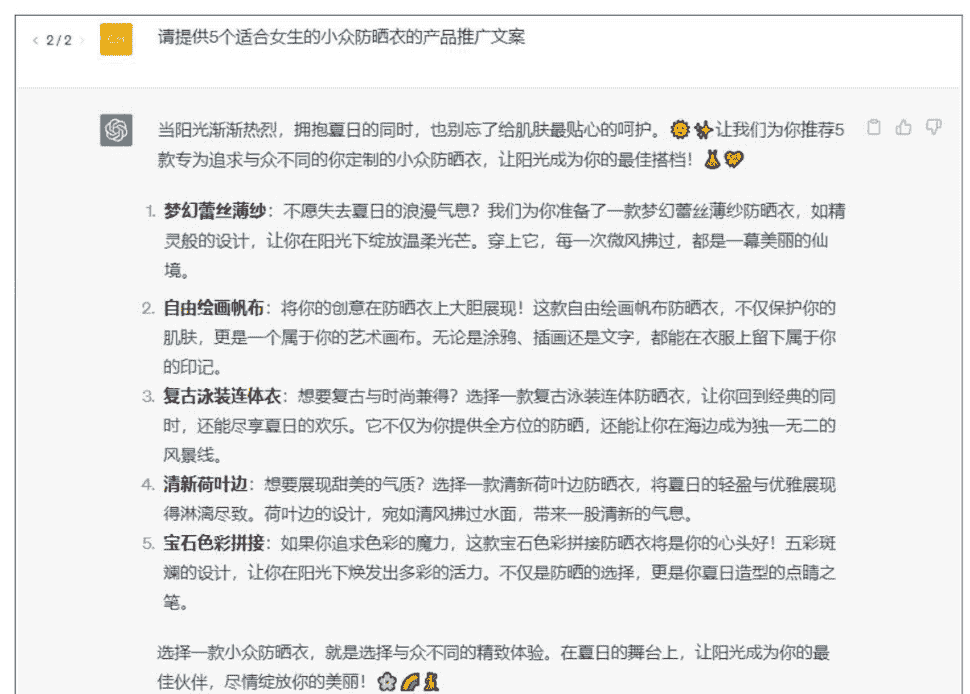 2/2
请提供5个适合女生的小众防晒衣的产品推广文案
当阳光渐渐热烈，拥抱夏日的同时，也别忘了给肌肤最贴心的呵护。🌞✨让我们为你推荐5
款专为追求与众不同的你定制的小众防晒衣，让阳光成为你的最佳搭档！👗💖
1. 梦幻蕾丝薄纱：不愿失去夏日的浪漫气息？我们为你准备了一款梦幻蕾丝薄纱防晒衣，如精
灵般的设计，让你在阳光下绽放温柔光芒。穿上它，每一次微风拂过，都是一幕美丽的仙
境。
2. 自由绘画帆布：将你的创意在防晒衣上大胆展现！这款自由绘画帆布防晒衣，不仅保护你的
肌肤，更是一个属于你的艺术画布。无论是涂鸦、插画还是文字，都能在衣服上留下属于你
的印记。
3. 复古泳装连体衣：想要复古与时尚兼得？选择一款复古泳装连体防晒衣，让你回到经典的同
时，还能尽享夏日的欢乐。它不仅为你提供全方位的防晒，还能让你在海边成为独一无二的
风景线。
4. 清新荷叶边：想要展现甜美的气质？选择一款清新荷叶边防晒衣，将夏日的轻盈与优雅展现
得淋漓尽致。荷叶边的设计，宛如清风拂过水面，带来一股清新的气息。
5. 宝石色彩拼接：如果你追求色彩的魔力，这款宝石色彩拼接防晒衣将是你的心头好！五彩斑
斓的设计，让你在阳光下焕发出多彩的活力。不仅是防晒的选择，更是你夏日造型的点睛之
笔。
选择一款小众防晒衣，就是选择与众不同的精致体验。在夏日的舞台上，让阳光成为你的最
佳伙伴，尽情绽放你的美丽！🌸🌈💃